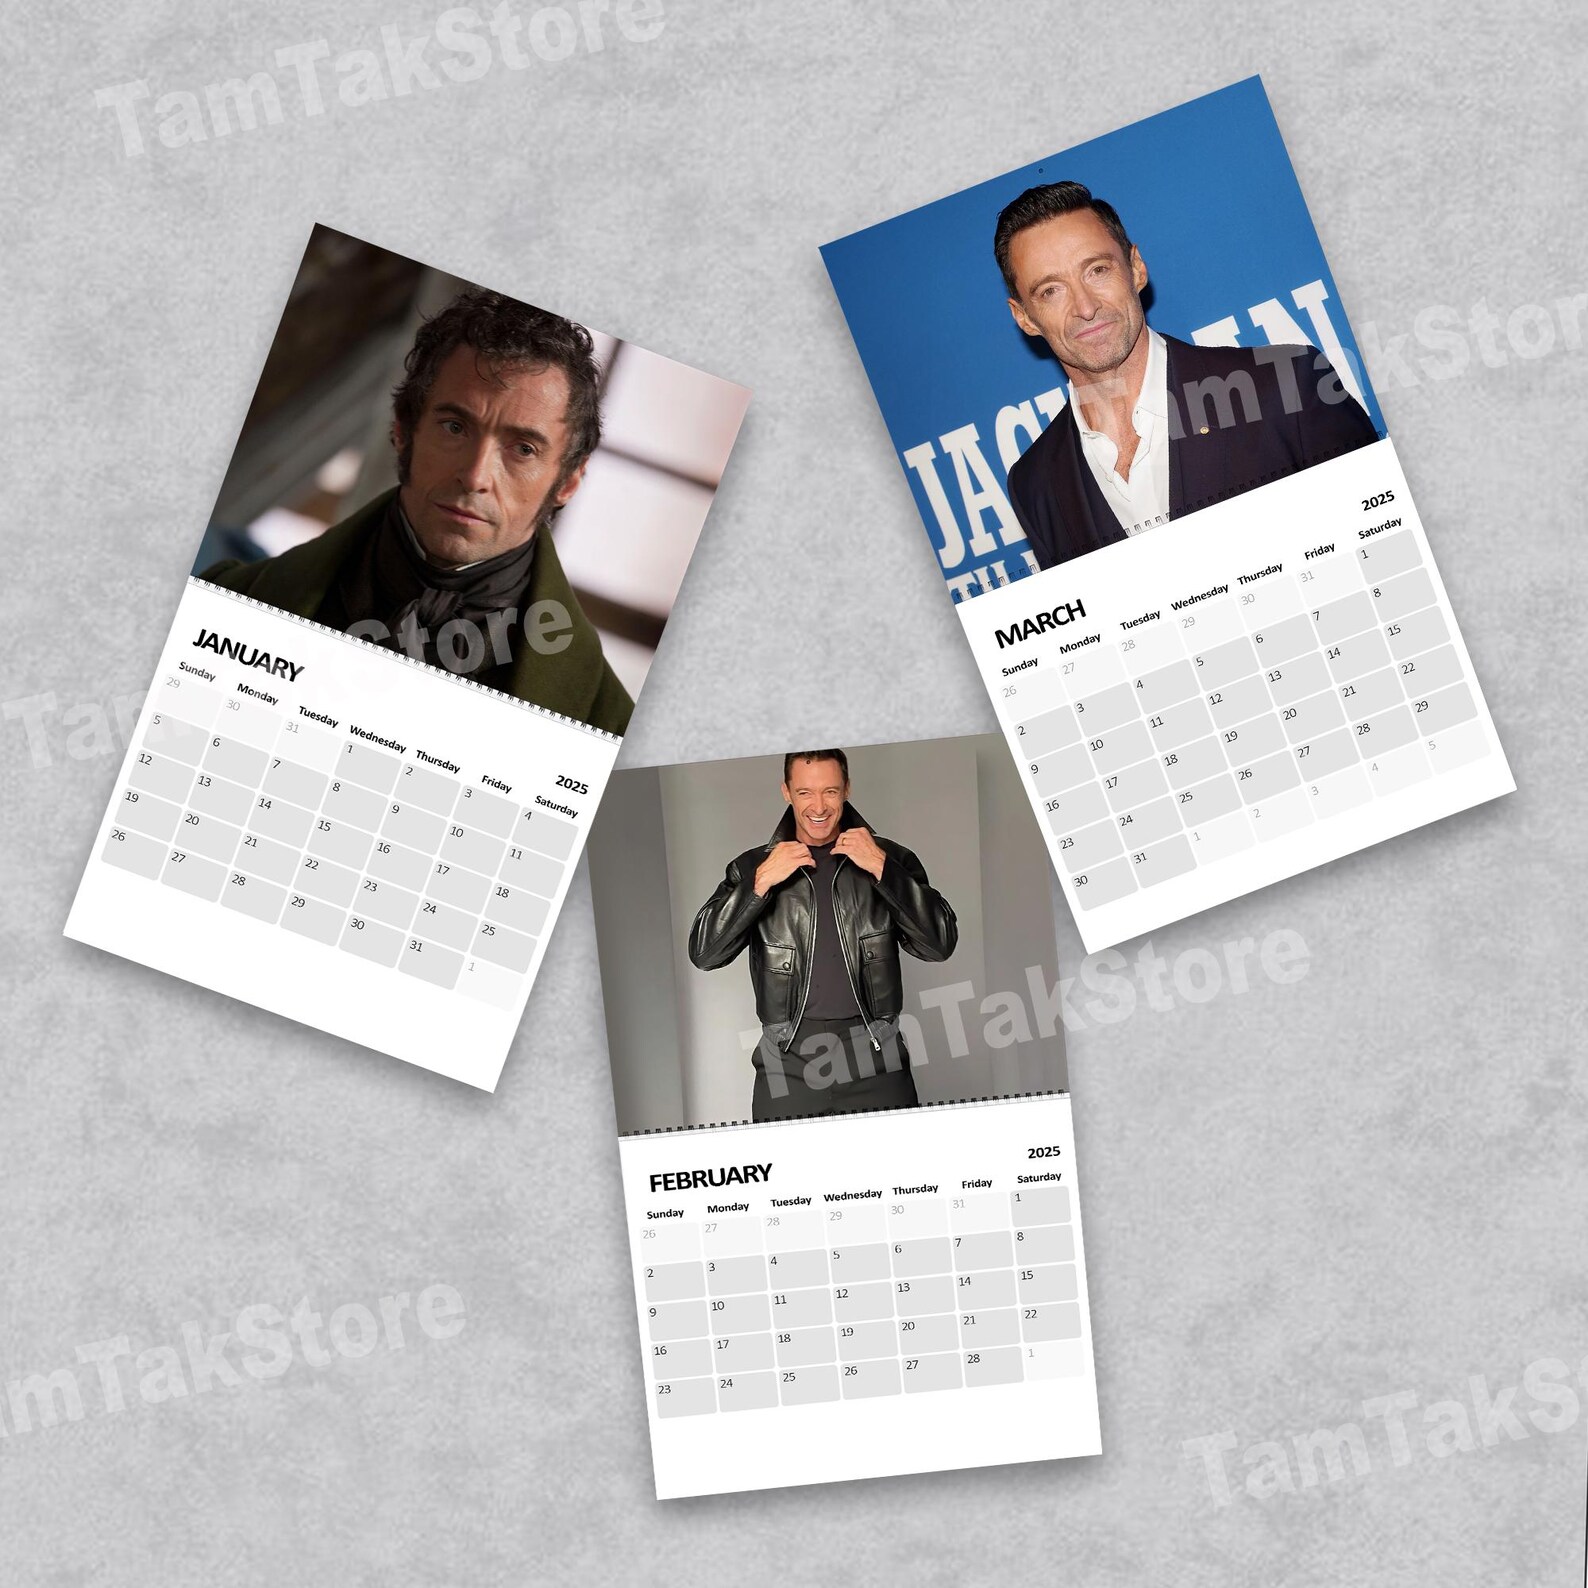 TamTakStore
JACK
IN
TamTakStore
TamTakStore
JANUARY
2025
Sunday Monday Tuesday Wednesday Thursday Friday Saturday
29 30 31 1 2 3 4
5 6 7 8 9 10 11
12 13 14 15 16 17 18
19 20 21 22 23 24 25
26 27 28 29 30 31 1
MARCH
2025
Sunday Monday Tuesday Wednesday Thursday Friday Saturday
26 27 28 29 30 31 1
2 3 4 5 6 7 8
9 10 11 12 13 14 15
16 17 18 19 20 21 22
23 24 25 26 27 28 29
30 31 1 2 3 4 5
TamTakStore
FEBRUARY
2025
Sunday Monday Tuesday Wednesday Thursday Friday Saturday
26 27 28 29 30 31 1
2 3 4 5 6 7 8
9 10 11 12 13 14 15
16 17 18 19 20 21 22
23 24 25 26 27 28 1
amTakStore
TamTakS